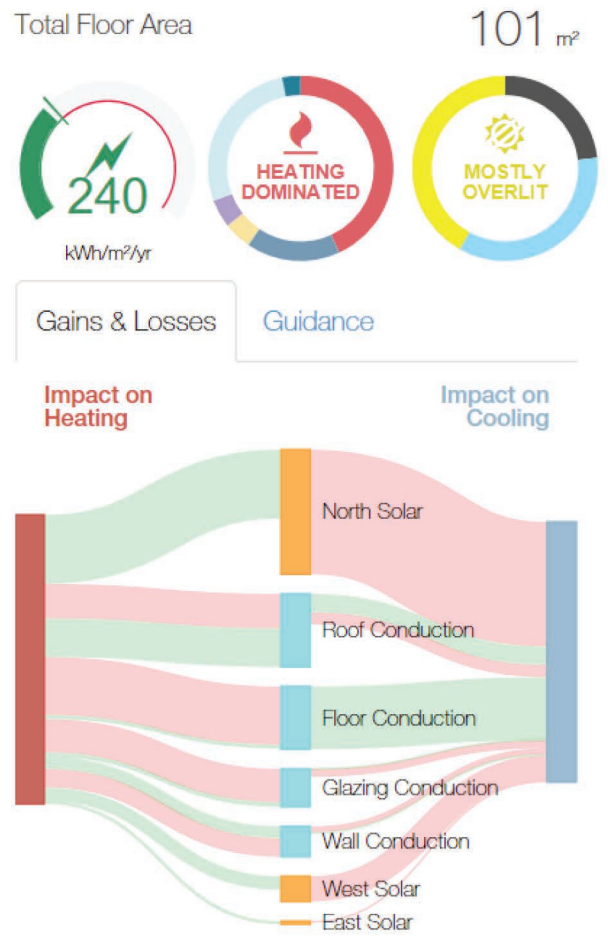 Total Floor Area
101 m²
240
kWh/m²/yr
HEATING
DOMINATED
MOSTLY
OVERLIT
Gains & Losses
Guidance
Impact on
Heating
Impact on
Cooling
North Solar
Roof Conduction
Floor Conduction
Glazing Conduction
Wall Conduction
West Solar
East Solar